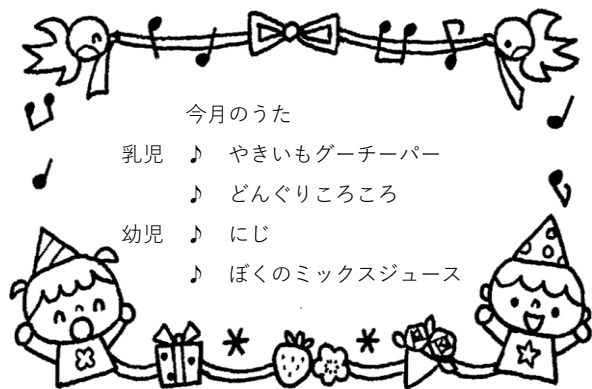 今月のうた
乳児　♪　やきいもグーチーパー
♪　どんぐりころころ
幼児　♪　にじ
♪　ぼくのミックスジュース